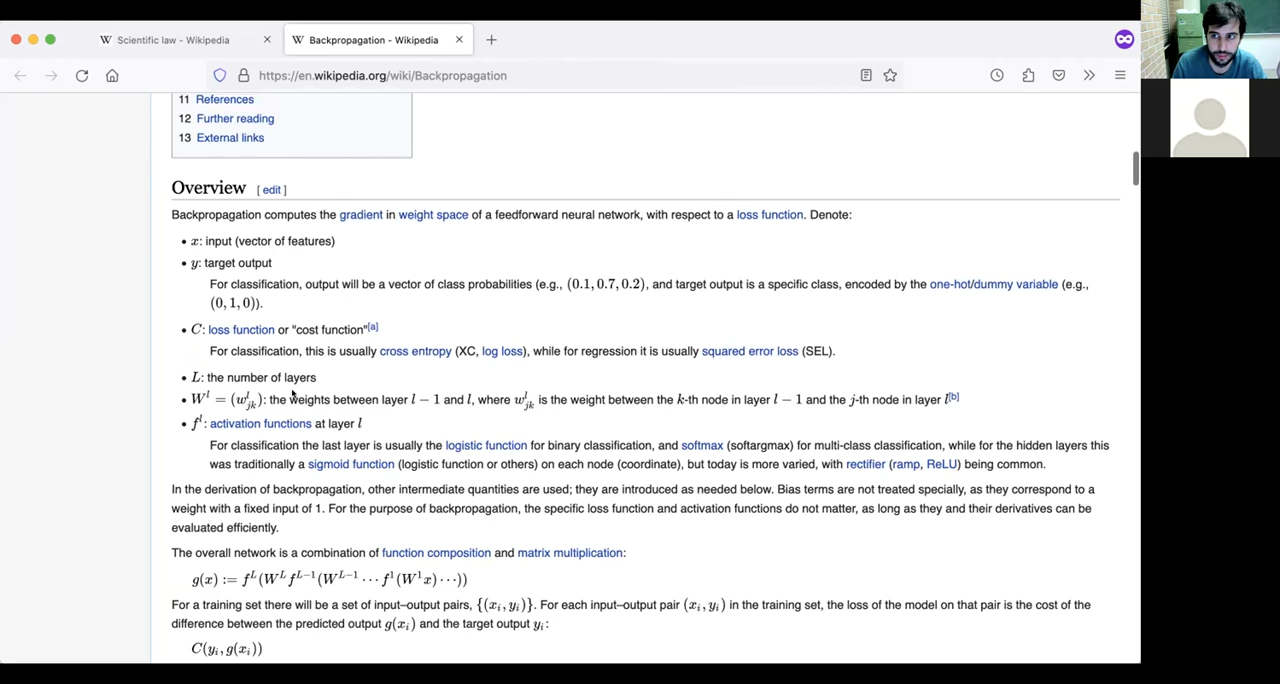 Scientific law - Wikipedia
Backpropagation - Wikipedia
https://en.wikipedia.org/wiki/Backpropagation
11 References
12 Further reading
13 External links
Overview [ edit ]
Backpropagation computes the gradient in weight space of a feedforward neural network, with respect to a loss function. Denote:
• x: input (vector of features)
• y: target output
For classification, output will be a vector of class probabilities (e.g., (0.1, 0.7, 0.2), and target output is a specific class, encoded by the one-hot/dummy variable (e.g.,
(0, 1, 0)).
• C: loss function or "cost function"[a]
For classification, this is usually cross entropy (XC, log loss), while for regression it is usually squared error loss (SEL).
• L: the number of layers
• W^l = (w^l_jk): the weights between layer l − 1 and l, where w^l_jk is the weight between the k-th node in layer l − 1 and the j-th node in layer l[b]
• f^l: activation functions at layer l
For classification the last layer is usually the logistic function for binary classification, and softmax (softargmax) for multi-class classification, while for the hidden layers this
was traditionally a sigmoid function (logistic function or others) on each node (coordinate), but today is more varied, with rectifier (ramp, ReLU) being common.
In the derivation of backpropagation, other intermediate quantities are used; they are introduced as needed below. Bias terms are not treated specially, as they correspond to a
weight with a fixed input of 1. For the purpose of backpropagation, the specific loss function and activation functions do not matter, as long as they and their derivatives can be
evaluated efficiently.
The overall network is a combination of function composition and matrix multiplication:
g(x) := f^L(W^L f^{L−1}(W^{L−1} ⋯ f^1(W^1 x) ⋯))
For a training set there will be a set of input–output pairs, {(x_i, y_i)}. For each input–output pair (x_i, y_i) in the training set, the loss of the model on that pair is the cost of the
difference between the predicted output g(x_i) and the target output y_i:
C(y_i, g(x_i))